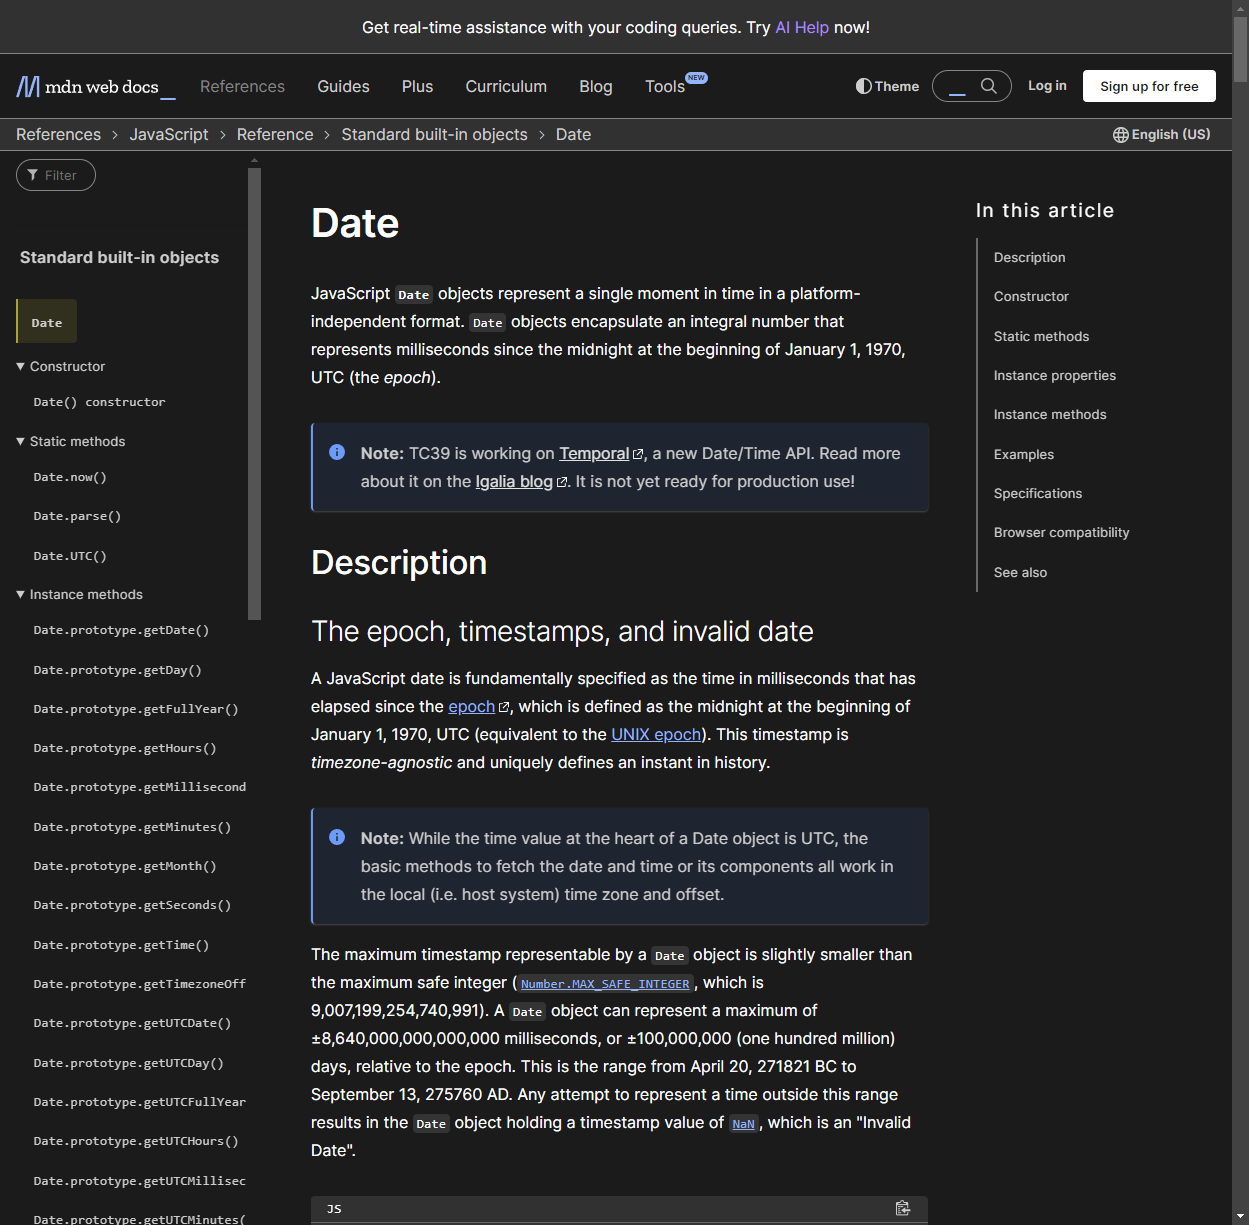 Get real-time assistance with your coding queries. Try AI Help now!
mdn web docs_
References
Guides
Plus
Curriculum
Blog
Tools NEW
Theme
Log in
Sign up for free
References > JavaScript > Reference > Standard built-in objects > Date
English (US)
Filter
Standard built-in objects
Date
Constructor
Date() constructor
Static methods
Date.now()
Date.parse()
Date.UTC()
Instance methods
Date.prototype.getDate()
Date.prototype.getDay()
Date.prototype.getFullYear()
Date.prototype.getHours()
Date.prototype.getMillisecond
Date.prototype.getMinutes()
Date.prototype.getMonth()
Date.prototype.getSeconds()
Date.prototype.getTime()
Date.prototype.getTimezoneOff
Date.prototype.getUTCDate()
Date.prototype.getUTCDay()
Date.prototype.getUTCFullYear
Date.prototype.getUTCHours()
Date.prototype.getUTCMillisec
Date.prototype.getUTCMinutes(
Date
JavaScript Date objects represent a single moment in time in a platform-
independent format. Date objects encapsulate an integral number that
represents milliseconds since the midnight at the beginning of January 1, 1970,
UTC (the epoch).
Note: TC39 is working on Temporal, a new Date/Time API. Read more
about it on the Igalia blog. It is not yet ready for production use!
Description
The epoch, timestamps, and invalid date
A JavaScript date is fundamentally specified as the time in milliseconds that has
elapsed since the epoch, which is defined as the midnight at the beginning of
January 1, 1970, UTC (equivalent to the UNIX epoch). This timestamp is
timezone-agnostic and uniquely defines an instant in history.
Note: While the time value at the heart of a Date object is UTC, the
basic methods to fetch the date and time or its components all work in
the local (i.e. host system) time zone and offset.
The maximum timestamp representable by a Date object is slightly smaller than
the maximum safe integer (Number.MAX_SAFE_INTEGER, which is
9,007,199,254,740,991). A Date object can represent a maximum of
±8,640,000,000,000,000 milliseconds, or ±100,000,000 (one hundred million)
days, relative to the epoch. This is the range from April 20, 271821 BC to
September 13, 275760 AD. Any attempt to represent a time outside this range
results in the Date object holding a timestamp value of NaN, which is an "Invalid
Date".
JS
In this article
Description
Constructor
Static methods
Instance properties
Instance methods
Examples
Specifications
Browser compatibility
See also